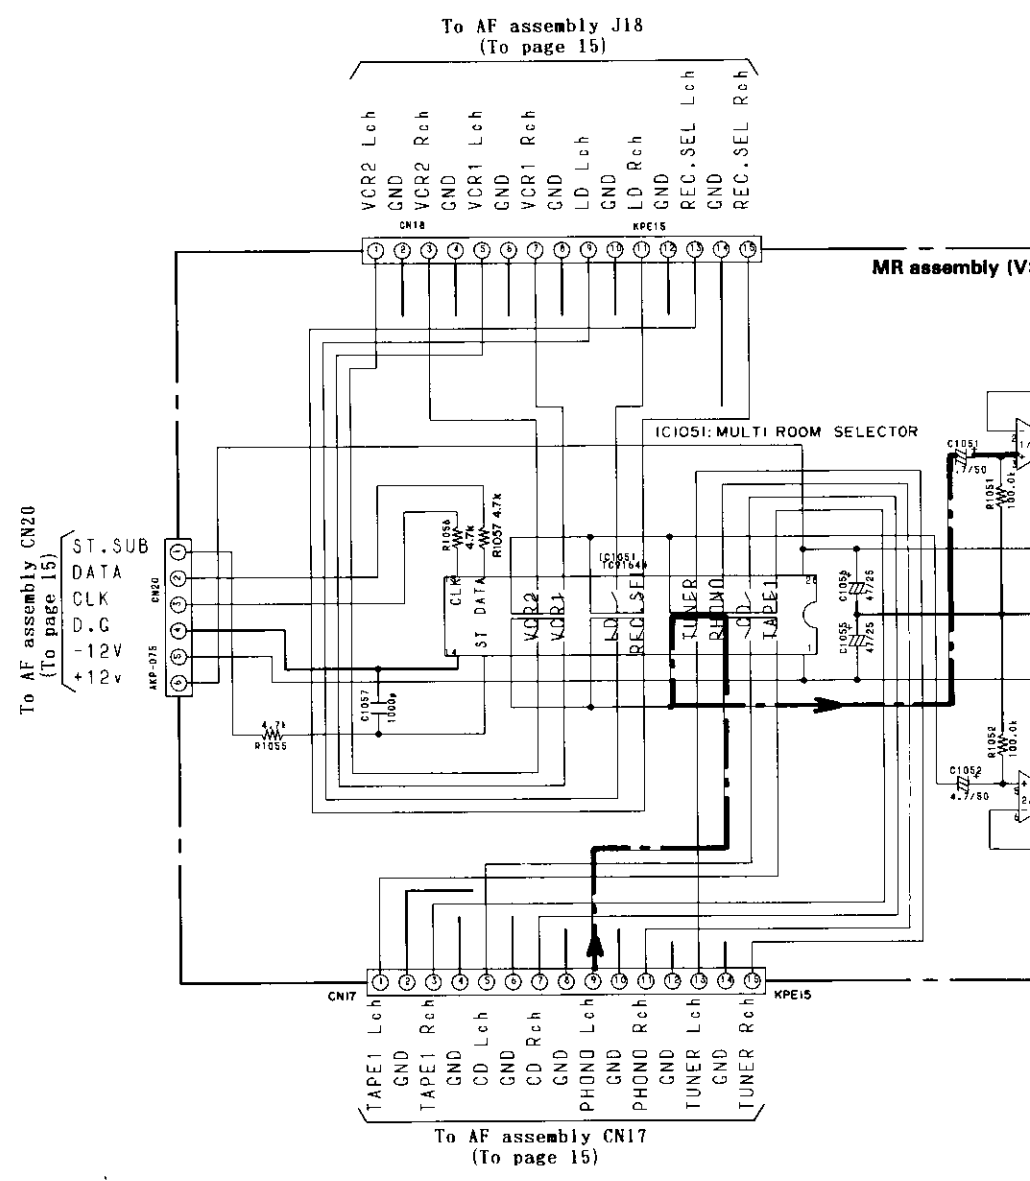 To AF assembly J18
(To page 15)
VCR2 Lch
GND
VCR2 Rch
GND
VCR1 Lch
GND
VCR1 Rch
GND
LD Lch
GND
LD Rch
GND
REC.SEL Lch
GND
REC.SEL Rch
CN18
KPE15
1 2 3 4 5 6 7 8 9 10 11 12 13 14 15
MR assembly (V
IC1051: MULTI ROOM SELECTOR
C1051
.7/50
R1051
100.0k
2
1/
To AF assembly CN20
(To page 15)
ST.SUB
DATA
CLK
D.G
-12V
+12v
1
2
3
4
5
6
CN20
AKP-075
R1056
4.7k
R1057 4.7k
IC1051
CLK
ST DATA
VCR2
VCR1
LD
REC.SEL
TUNER
PHONO
CD
TAPE1
28
1
C1056
47/25
C1055
47/25
C1057
1000p
4.7k
R1055
R1052
100.0k
C1052
4.7/50
CN17
KPE15
1 2 3 4 5 6 7 8 9 10 11 12 13 14 15
TAPE1 Lch
GND
TAPE1 Rch
GND
CD Lch
GND
CD Rch
GND
PHONO Lch
GND
PHONO Rch
GND
TUNER Lch
GND
TUNER Rch
To AF assembly CN17
(To page 15)